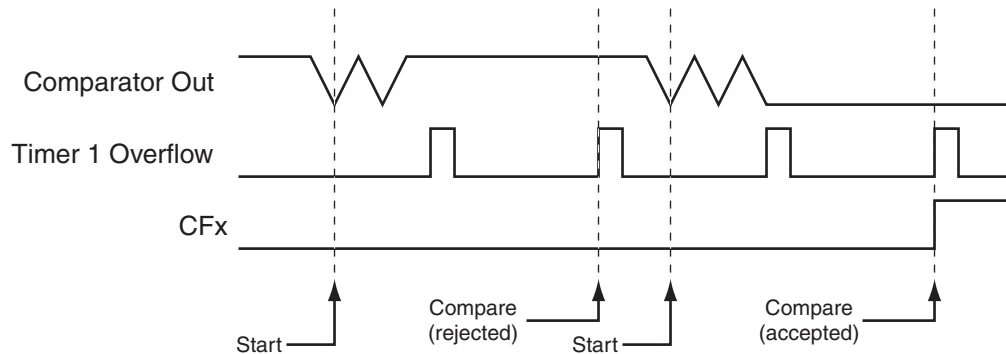 Comparator Out
Timer 1 Overflow
CFx
Start
Compare
(rejected)
Start
Compare
(accepted)